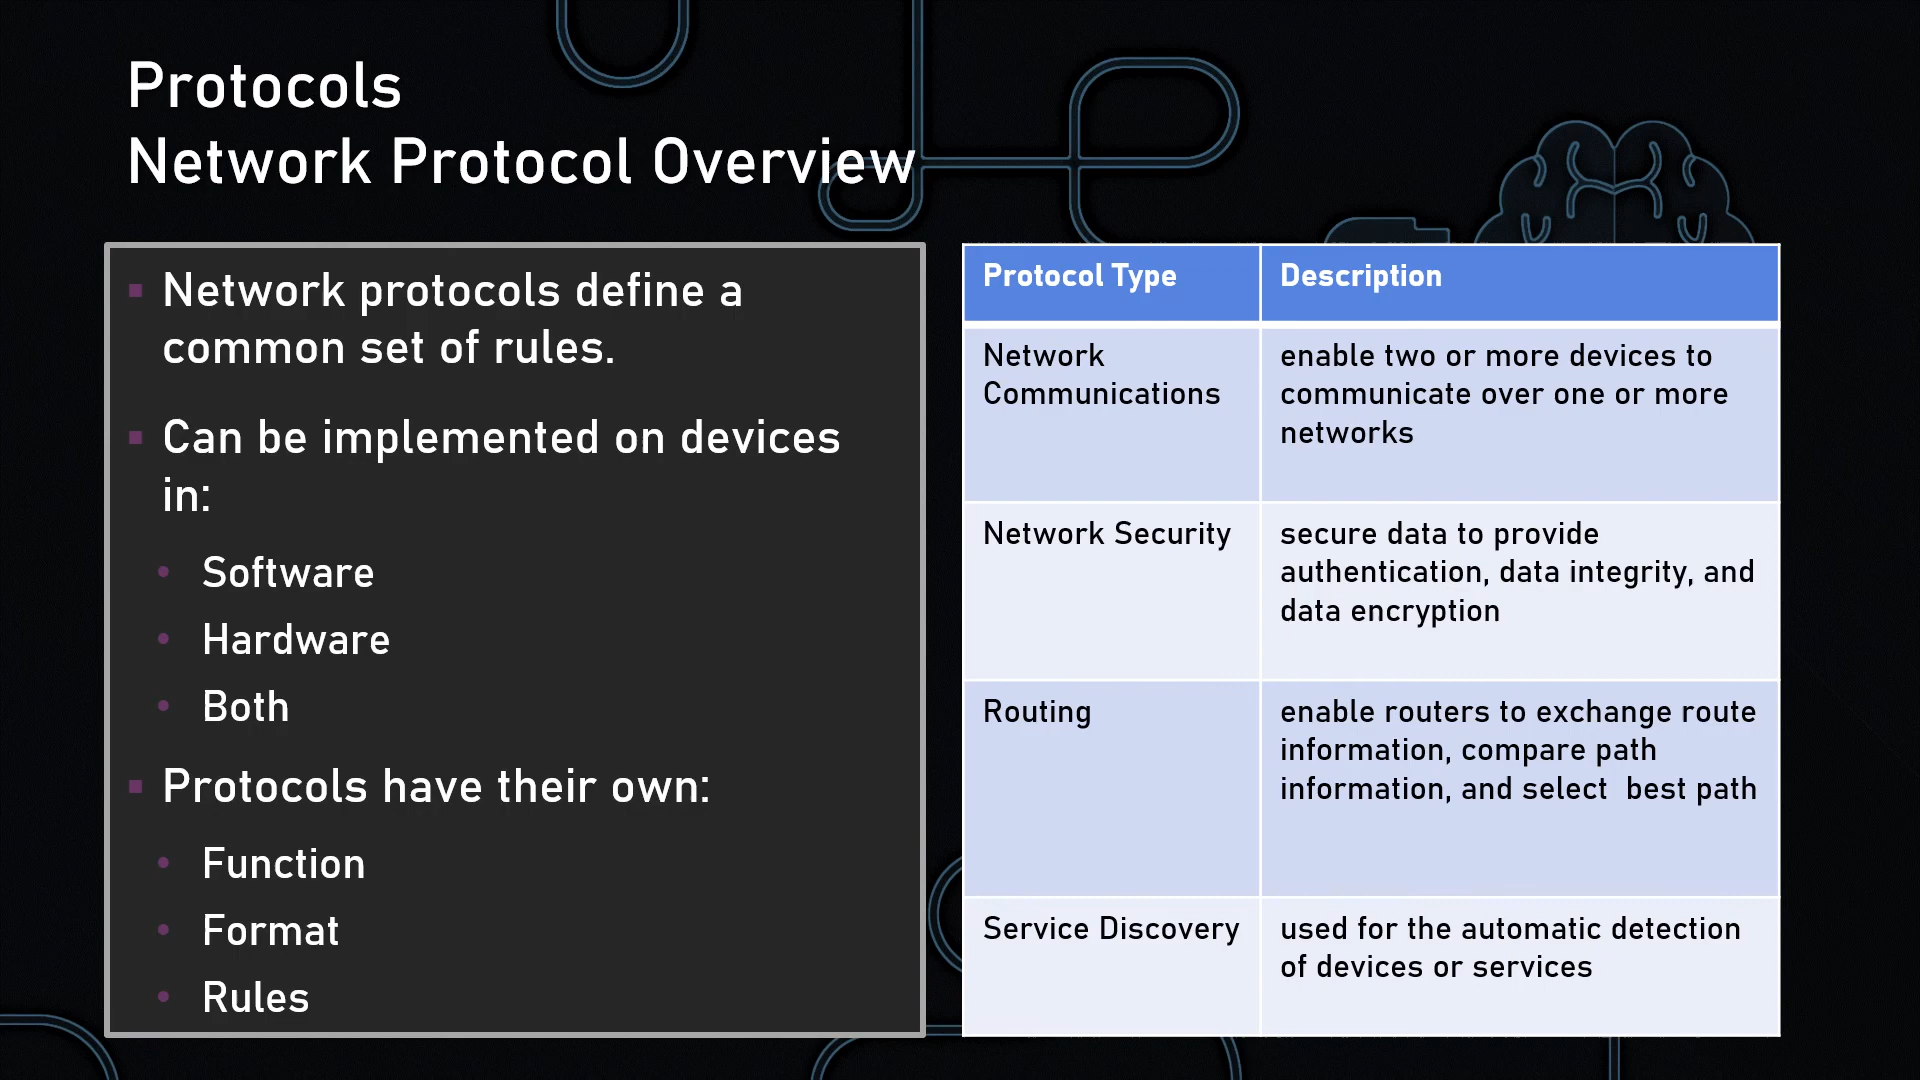 Protocols
Network Protocol Overview
Network protocols define a
common set of rules.
Can be implemented on devices
in:
Software
Hardware
Both
Protocols have their own:
Function
Format
Rules
Protocol Type
Description
Network
Communications
enable two or more devices to
communicate over one or more
networks
Network Security
secure data to provide
authentication, data integrity, and
data encryption
Routing
enable routers to exchange route
information, compare path
information, and select  best path
Service Discovery
used for the automatic detection
of devices or services